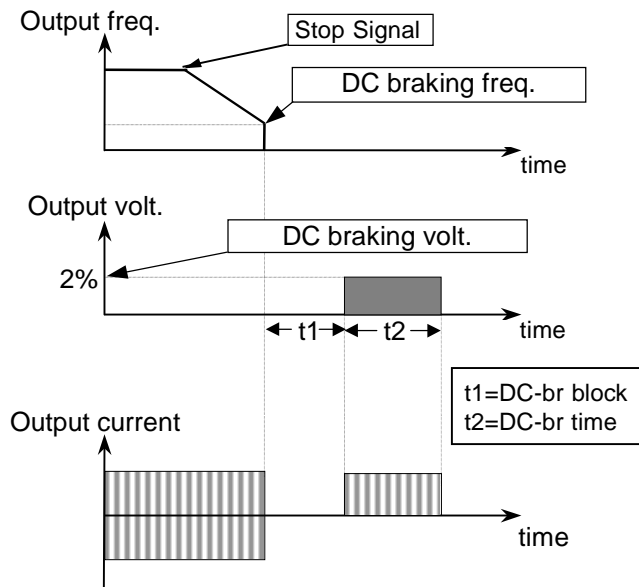 Output freq.
Stop Signal
DC braking freq.
time
Output volt.
DC braking volt.
2%
t1
t2
time
t1=DC-br block
t2=DC-br time
Output current
time